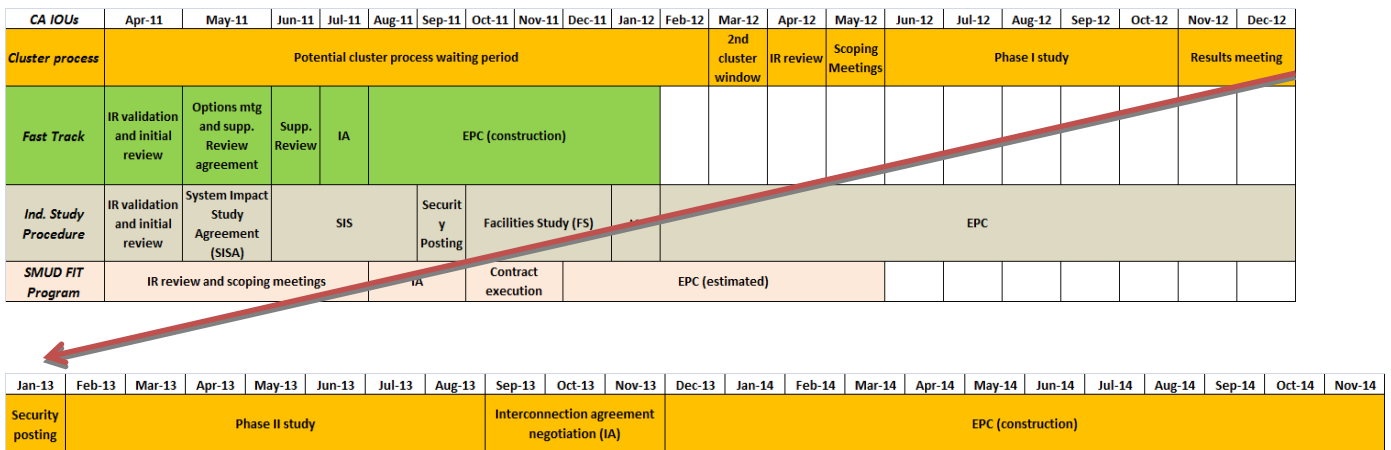 CA IOUs Apr-11 May-11 Jun-11 Jul-11 Aug-11 Sep-11 Oct-11 Nov-11 Dec-11 Jan-12 Feb-12 Mar-12 Apr-12 May-12 Jun-12 Jul-12 Aug-12 Sep-12 Oct-12 Nov-12 Dec-12
Cluster process
Potential cluster process waiting period
2nd
cluster
window
IR review
Scoping
Meetings
Phase I study
Results meeting
Fast Track
IR validation
and initial
review
Options mtg
and supp.
Review
agreement
Supp.
Review
IA
EPC (construction)
Ind. Study
Procedure
IR validation
and initial
review
System Impact
Study
Agreement
(SISA)
SIS
Securit
y
Posting
Facilities Study (FS)
EPC
SMUD FIT
Program
IR review and scoping meetings
IA
Contract
execution
EPC (estimated)
Jan-13 Feb-13 Mar-13 Apr-13 May-13 Jun-13 Jul-13 Aug-13 Sep-13 Oct-13 Nov-13 Dec-13 Jan-14 Feb-14 Mar-14 Apr-14 May-14 Jun-14 Jul-14 Aug-14 Sep-14 Oct-14 Nov-14
Security
posting
Phase II study
Interconnection agreement
negotiation (IA)
EPC (construction)